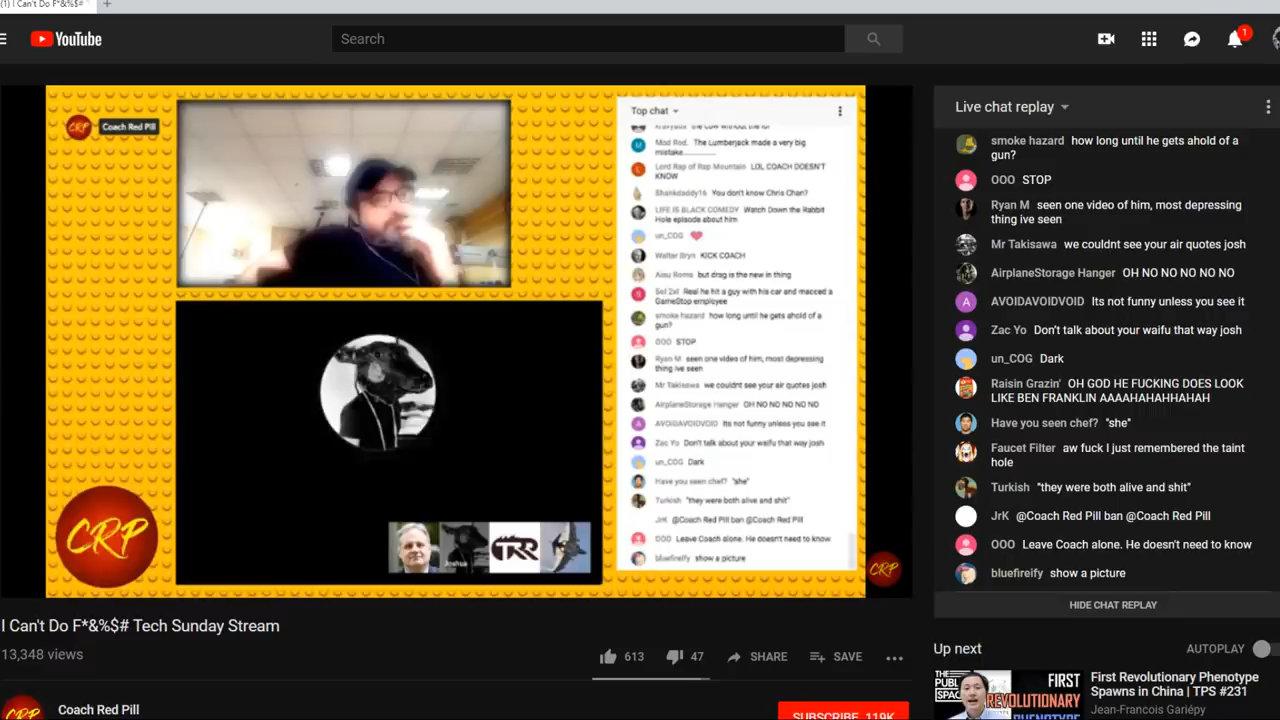 (1) I Can't Do F*&%$#
YouTube
Search
1
CRP
Coach Red Pill
Top chat
Mod Rod. The Lumberjack made a very big
mistake..............
Lord Rap of Rap Mountain LOL COACH DOESN'T
KNOW
Shankdaddy16 You don't know Chris Chan?
LIFE IS BLACK COMEDY Watch Down the Rabbit
Hole episode about him
un_COG
Walter Bryn KICK COACH
but drag is the new in thing
Sol 2xl Real he hit a guy with his car and macced a
GameStop employee
smoke hazard how long until he gets ahold of a
gun?
OOO STOP
Ryan M seen one video of him, most depressing
thing ive seen
Mr Takisawa we couldnt see your air quotes josh
AirplaneStorage Hanger OH NO NO NO NO NO
AVOIDAVOIDVOID Its not funny unless you see it
Zac Yo Don't talk about your waifu that way josh
un_COG Dark
Have you seen chef? "she"
Turkish "they were both alive and shit"
JrK @Coach Red Pill ban @Coach Red Pill
OOO Leave Coach alone. He doesn't need to know
bluefireify show a picture
CRP
Joshua
TRR
CRP
Live chat replay
smoke hazard how long until he gets ahold of a
gun?
OOO STOP
Ryan M seen one video of him, most depressing
thing ive seen
Mr Takisawa we couldnt see your air quotes josh
AirplaneStorage Hanger OH NO NO NO NO NO
A AVOIDAVOIDVOID Its not funny unless you see it
Zac Yo Don't talk about your waifu that way josh
un_COG Dark
Raisin Grazin' OH GOD HE FUCKING DOES LOOK
LIKE BEN FRANKLIN AAAAHAHAHHAHAH
Have you seen chef? "she"
Faucet Filter aw fuck i remembered the taint
hole
Turkish "they were both alive and shit"
JrK @Coach Red Pill ban @Coach Red Pill
OOO Leave Coach alone. He doesn't need to know
bluefireify show a picture
HIDE CHAT REPLAY
I Can't Do F*&%$# Tech Sunday Stream
13,348 views
613
47
SHARE
SAVE
Coach Red Pill
SUBSCRIBE 119K
Up next
AUTOPLAY
THE
PUBL
SPAC
FIRST
REVOLUTIONARY
PHENOTYPE
First Revolutionary Phenotype
Spawns in China | TPS #231
Jean-Francois Gariépy